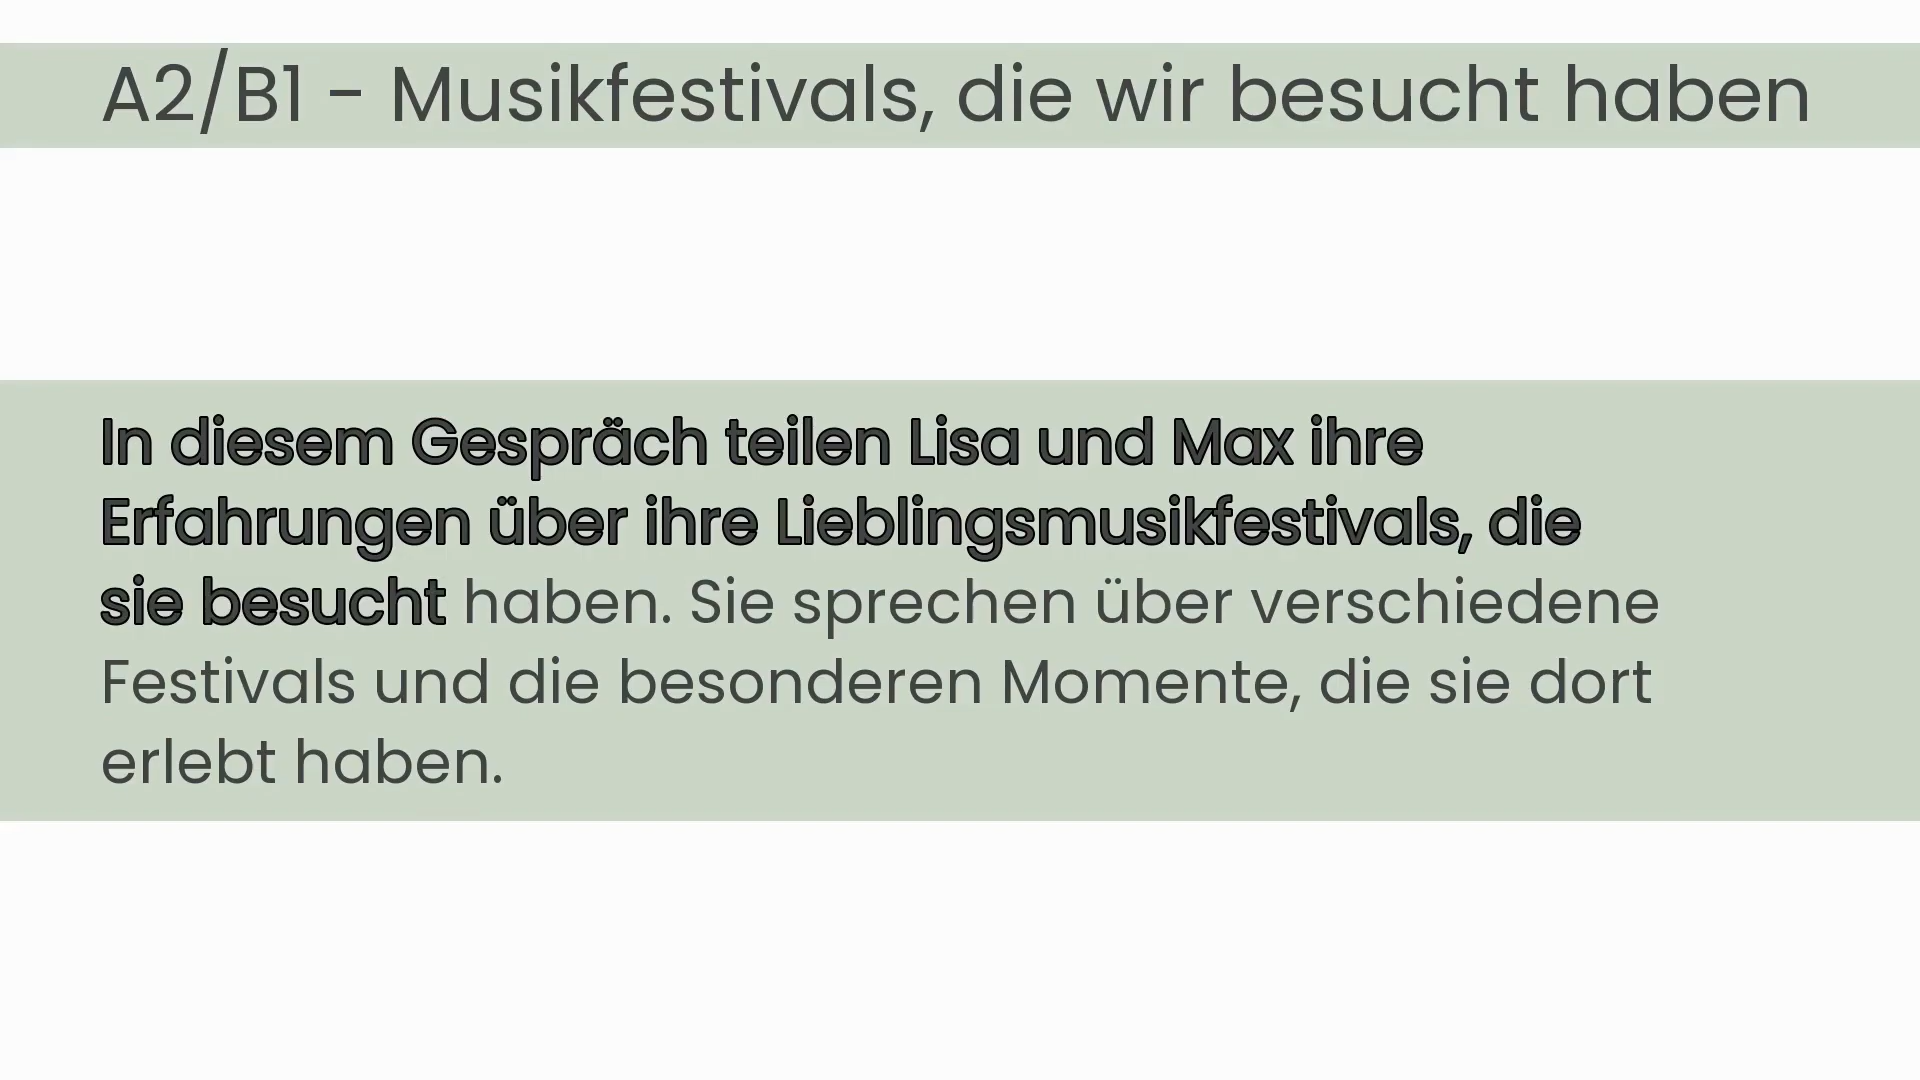 A2/B1 - Musikfestivals, die wir besucht haben
In diesem Gespräch teilen Lisa und Max ihre
Erfahrungen über ihre Lieblingsmusikfestivals, die
sie besucht haben. Sie sprechen über verschiedene
Festivals und die besonderen Momente, die sie dort
erlebt haben.